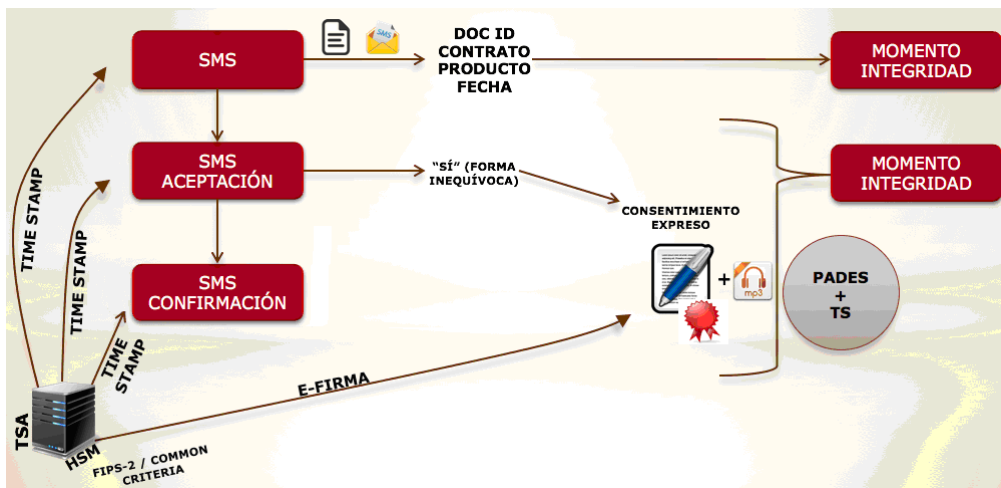 SMS
SMS
DOC ID
CONTRATO
PRODUCTO
FECHA
MOMENTO
INTEGRIDAD
SMS
ACEPTACIÓN
"SÍ" (FORMA
INEQUÍVOCA)
MOMENTO
INTEGRIDAD
CONSENTIMIENTO
EXPRESO
+
mp3
PADES
+
TS
SMS
CONFIRMACIÓN
TIME STAMP
TIME STAMP
TIME
STAMP
TSA
HSM
E-FIRMA
FIPS-2 / COMMON
CRITERIA